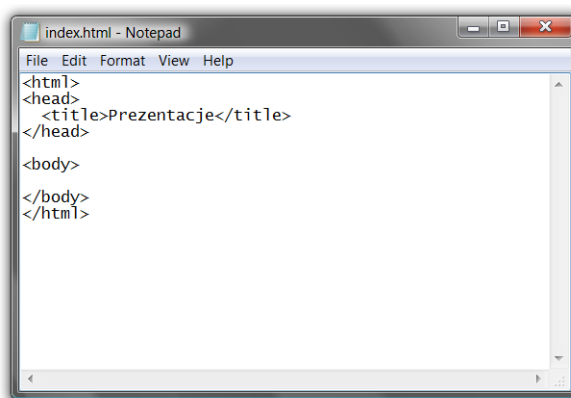 index.html - Notepad
File Edit Format View Help
<html>
<head>
  <title>Prezentacje</title>
</head>

<body>

</body>
</html>